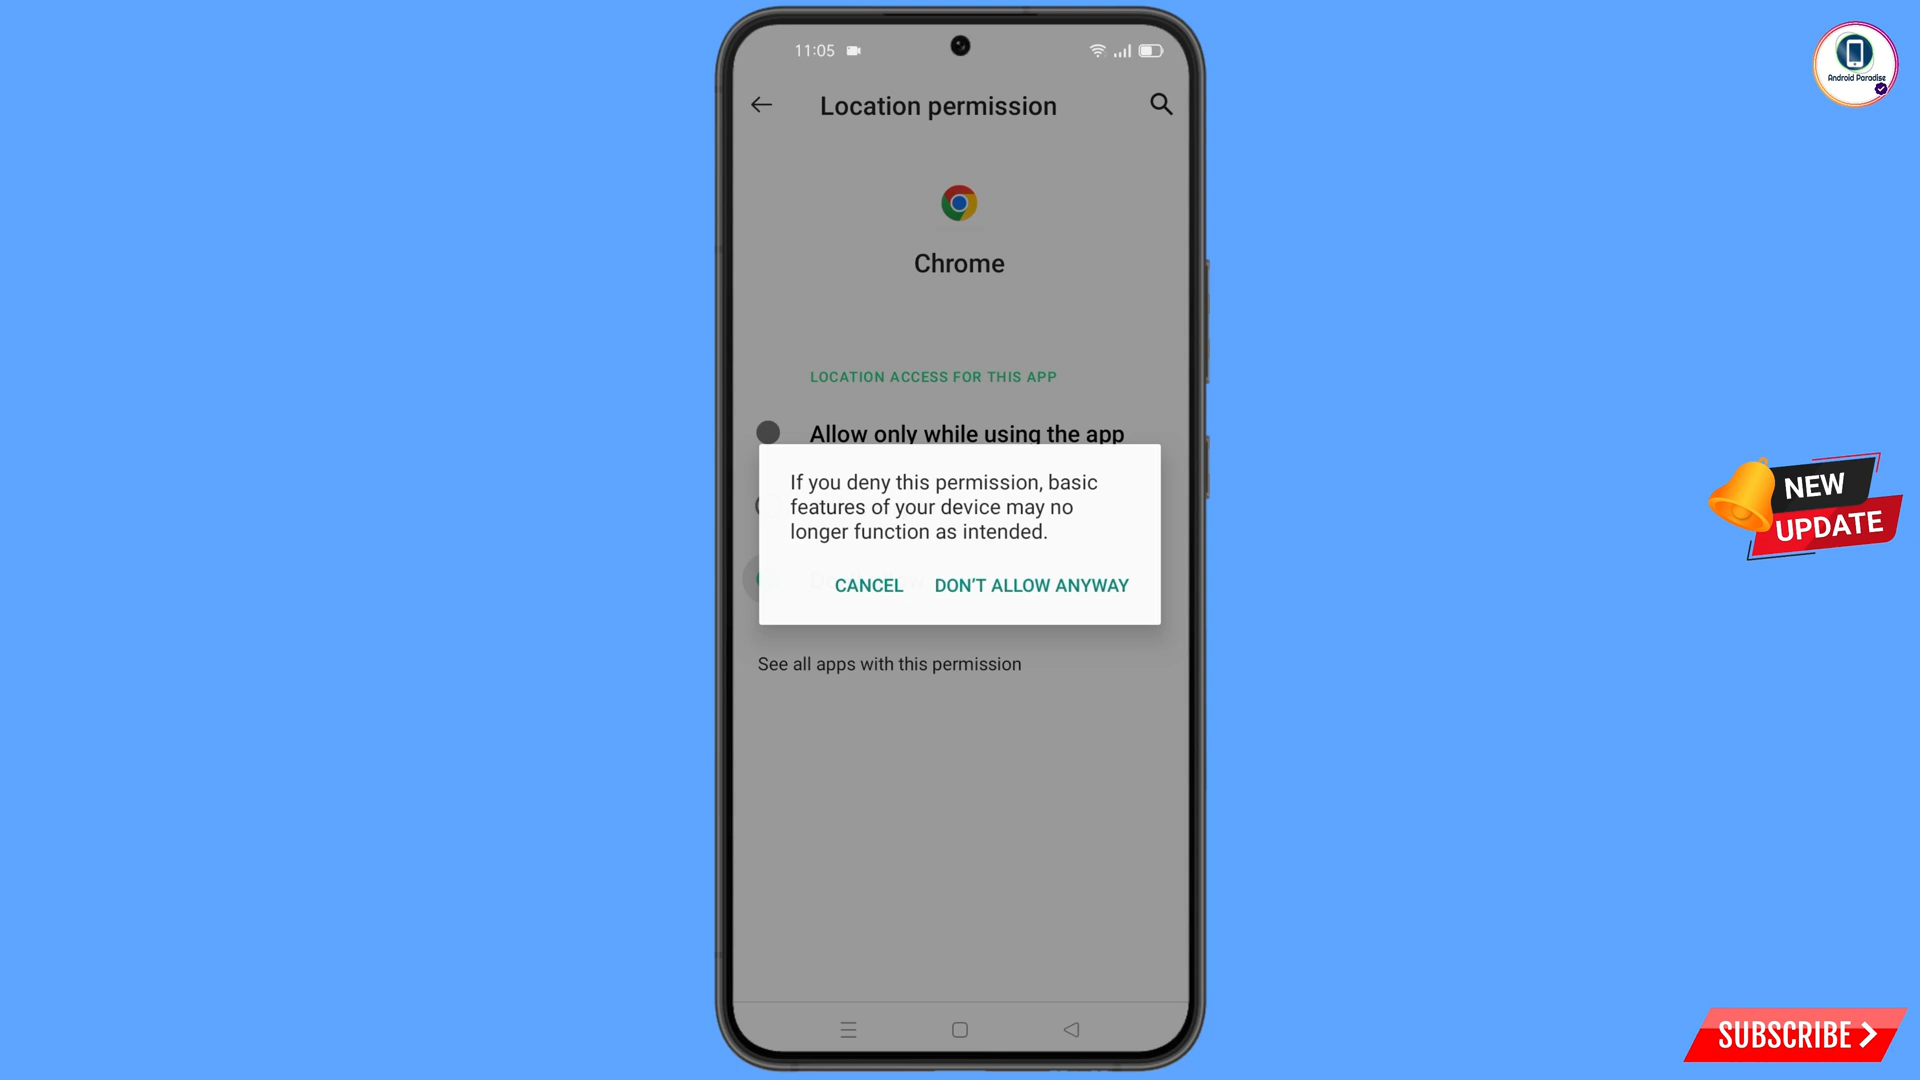 11:05
Location permission
Chrome
LOCATION ACCESS FOR THIS APP
Allow only while using the app
If you deny this permission, basic
features of your device may no
longer function as intended.
CANCEL DON'T ALLOW ANYWAY
See all apps with this permission
Android Paradise
NEW
UPDATE
SUBSCRIBE